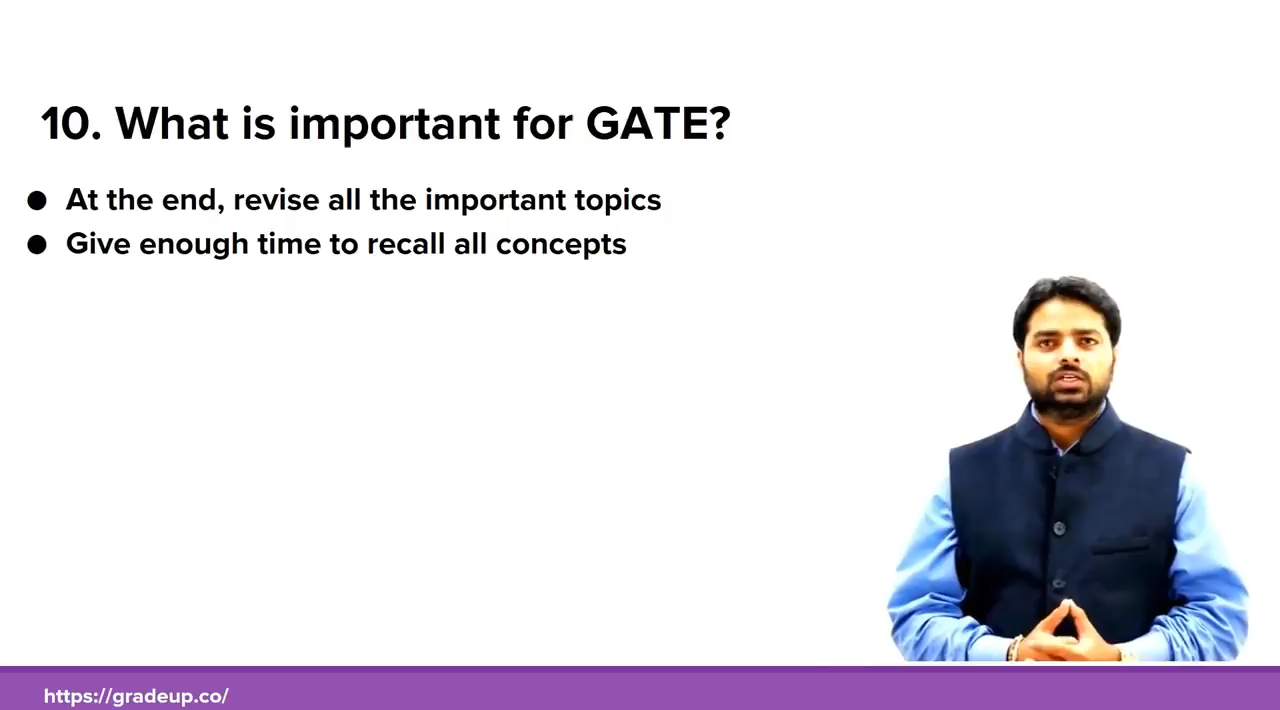 10. What is important for GATE?
● At the end, revise all the important topics
● Give enough time to recall all concepts
https://gradeup.co/